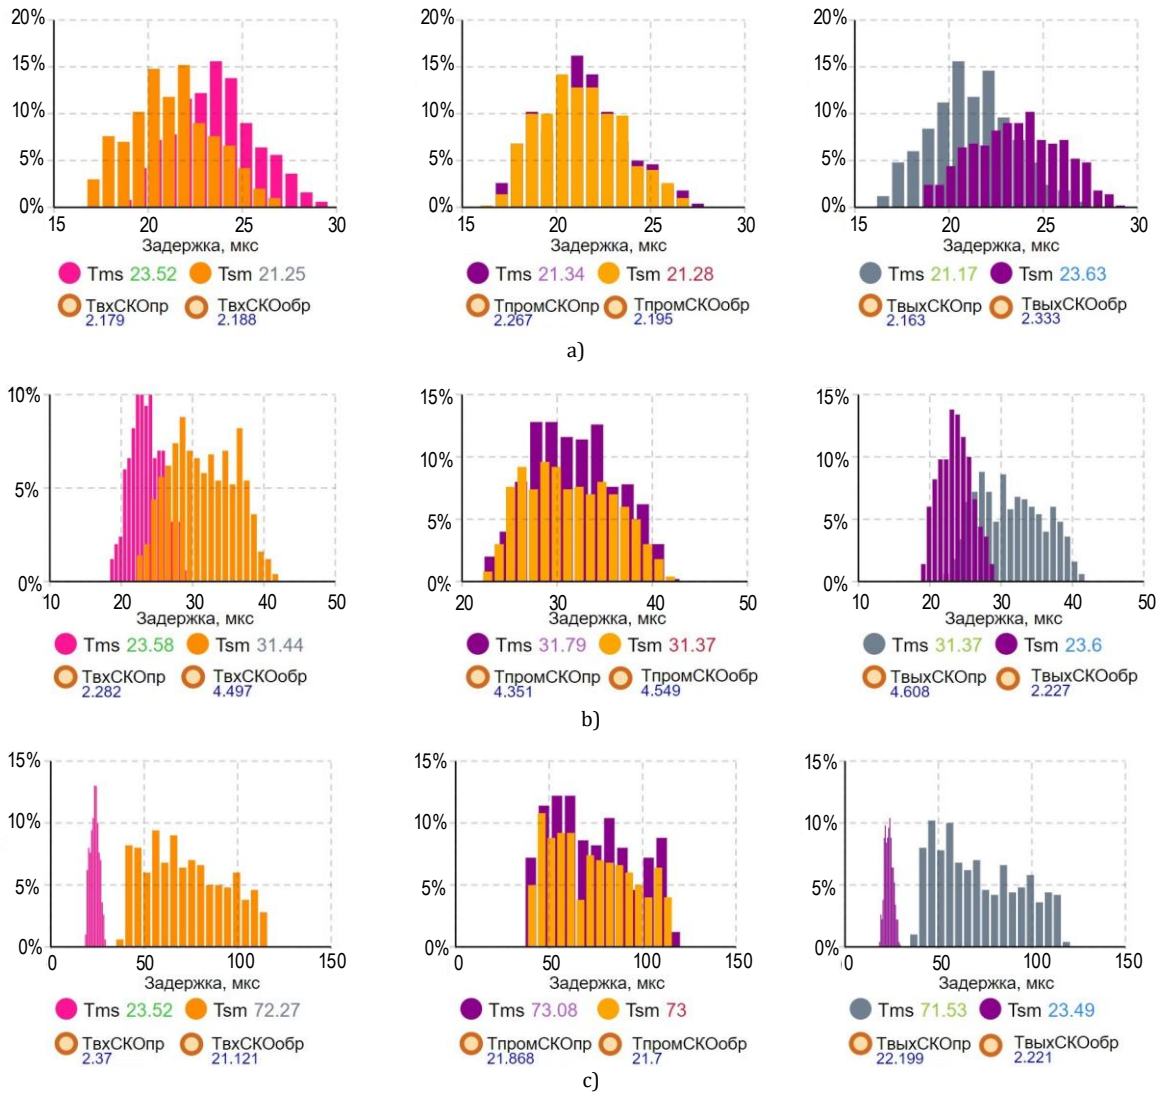 20% 20% 20%
15% 15% 15%
10% 10% 10%
5% 5% 5%
0% 0% 0%
15 20 25 30 15 20 25 30 15 20 25 30
Задержка, мкс Задержка, мкс Задержка, мкс
Tms 23.52 Tsm 21.25 Tms 21.34 Tsm 21.28 Tms 21.17 Tsm 23.63
ТвхСКОпр ТвхСКОобр ТпромСКОпр ТпромСКОобр ТвыхСКОпр ТвыхСКОобр
2.179 2.188 2.267 2.195 2.163 2.333
a)
10% 15% 15%
5% 10% 10%
5% 5%
0% 0% 0%
10 20 30 40 50 20 30 40 50 10 20 30 40 50
Задержка, мкс Задержка, мкс Задержка, мкс
Tms 23.58 Tsm 31.44 Tms 31.79 Tsm 31.37 Tms 31.37 Tsm 23.6
ТвхСКОпр ТвхСКОобр ТпромСКОпр ТпромСКОобр ТвыхСКОпр ТвыхСКОобр
2.282 4.497 4.351 4.549 4.608 2.227
b)
15% 15% 15%
10% 10% 10%
5% 5% 5%
0% 0% 0%
0 50 100 150 0 50 100 150 0 50 100 150
Задержка, мкс Задержка, мкс Задержка, мкс
Tms 23.52 Tsm 72.27 Tms 73.08 Tsm 73 Tms 71.53 Tsm 23.49
ТвхСКОпр ТвхСКОобр ТпромСКОпр ТпромСКОобр ТвыхСКОпр ТвыхСКОобр
2.37 21.121 21.868 21.7 22.199 2.221
c)